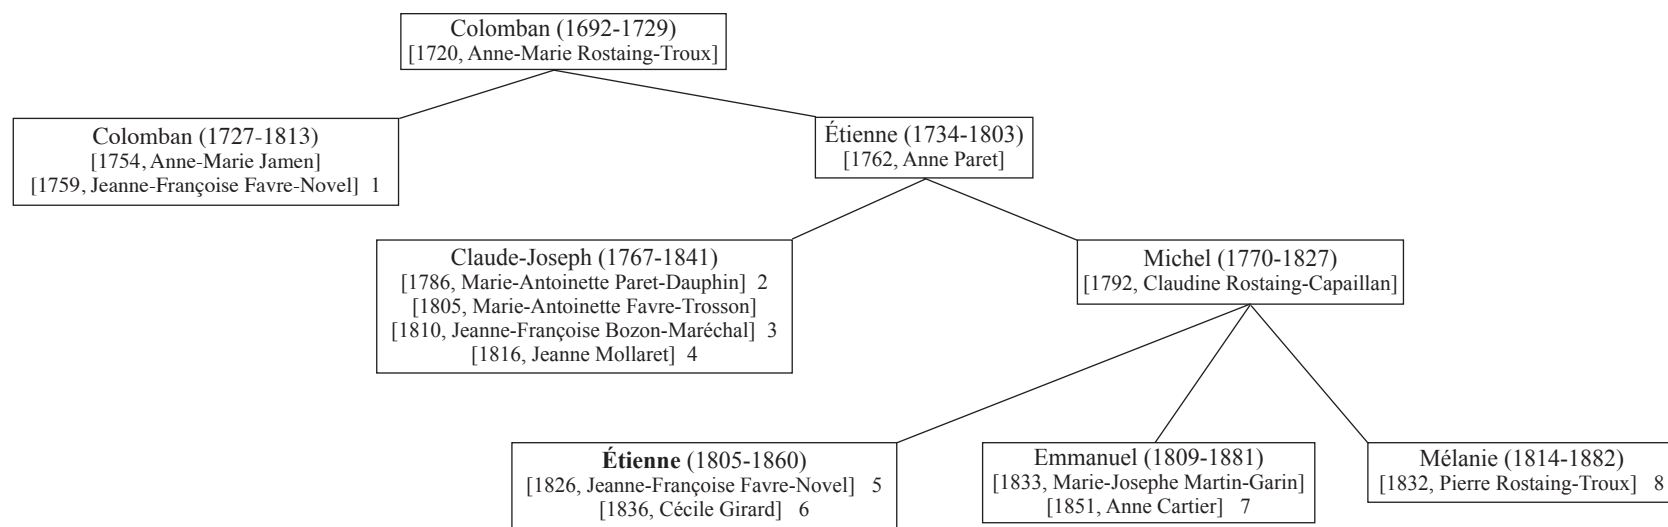 Colomban (1692-1729)
[1720, Anne-Marie Rostaing-Troux]
Colomban (1727-1813)
[1754, Anne-Marie Jamen]
[1759, Jeanne-Françoise Favre-Novel] 1
Étienne (1734-1803)
[1762, Anne Paret]
Claude-Joseph (1767-1841)
[1786, Marie-Antoinette Paret-Dauphin] 2
[1805, Marie-Antoinette Favre-Trosson]
[1810, Jeanne-Françoise Bozon-Maréchal] 3
[1816, Jeanne Mollaret] 4
Michel (1770-1827)
[1792, Claudine Rostaing-Capaillan]
Étienne (1805-1860)
[1826, Jeanne-Françoise Favre-Novel] 5
[1836, Cécile Girard] 6
Emmanuel (1809-1881)
[1833, Marie-Josephe Martin-Garin]
[1851, Anne Cartier] 7
Mélanie (1814-1882)
[1832, Pierre Rostaing-Troux] 8